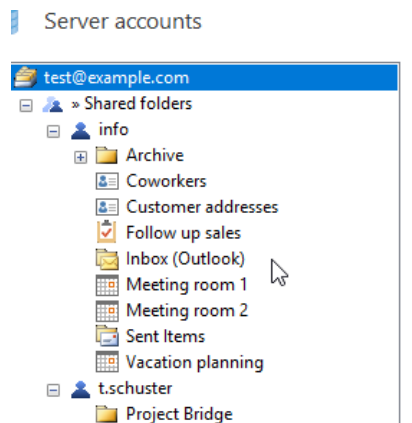 Server accounts
test@example.com
» Shared folders
info
Archive
Coworkers
Customer addresses
Follow up sales
Inbox (Outlook)
Meeting room 1
Meeting room 2
Sent Items
Vacation planning
t.schuster
Project Bridge